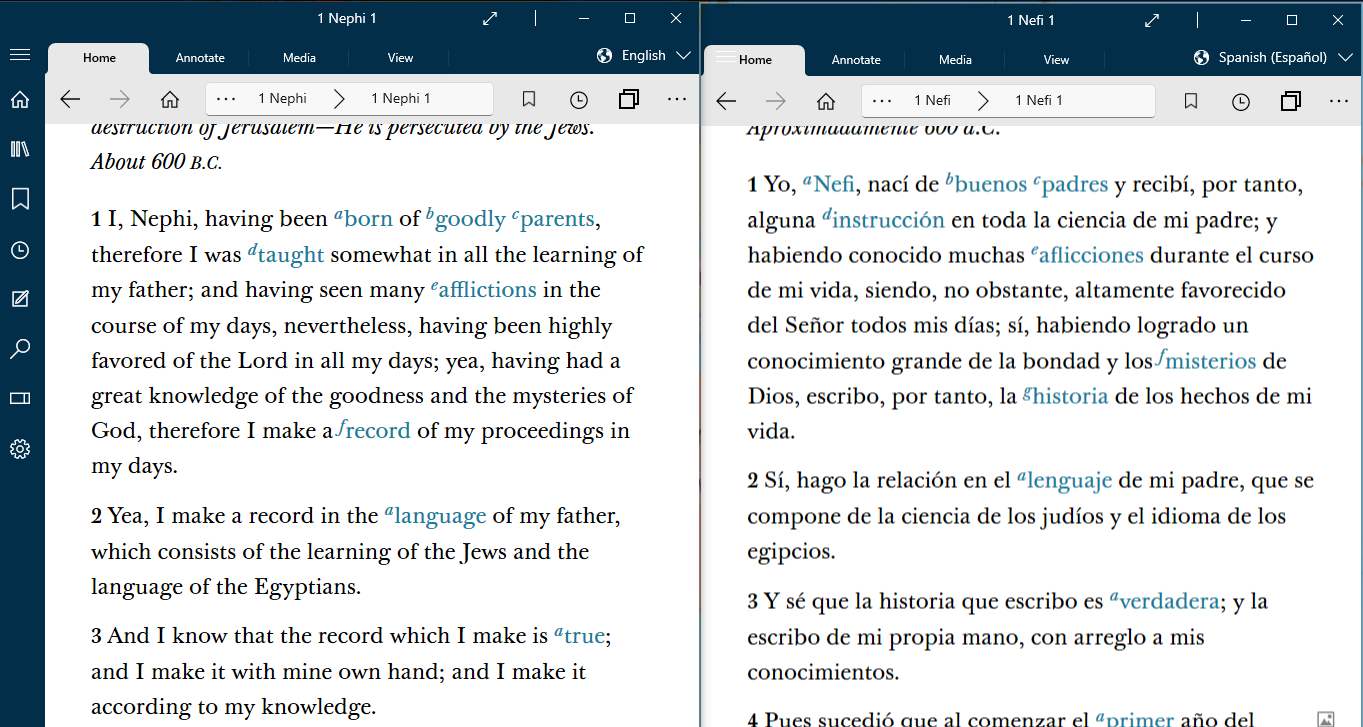 1 Nephi 1
Home
Annotate
Media
View
English
1 Nephi
1 Nephi 1
destruction of Jerusalem—He is persecuted by the Jews.
About 600 B.C.
1 I, Nephi, having been a born of b goodly c parents,
therefore I was d taught somewhat in all the learning of
my father; and having seen many e afflictions in the
course of my days, nevertheless, having been highly
favored of the Lord in all my days; yea, having had a
great knowledge of the goodness and the mysteries of
God, therefore I make a f record of my proceedings in
my days.
2 Yea, I make a record in the a language of my father,
which consists of the learning of the Jews and the
language of the Egyptians.
3 And I know that the record which I make is a true;
and I make it with mine own hand; and I make it
according to my knowledge.
1 Nefi 1
Home
Annotate
Media
View
Spanish (Español)
1 Nefi
1 Nefi 1
Aproximadamente 600 a.C.
1 Yo, a Nefi, nací de b buenos c padres y recibí, por tanto,
alguna d instrucción en toda la ciencia de mi padre; y
habiendo conocido muchas e aflicciones durante el curso
de mi vida, siendo, no obstante, altamente favorecido
del Señor todos mis días; sí, habiendo logrado un
conocimiento grande de la bondad y los f misterios de
Dios, escribo, por tanto, la g historia de los hechos de mi
vida.
2 Sí, hago la relación en el a lenguaje de mi padre, que se
compone de la ciencia de los judíos y el idioma de los
egipcios.
3 Y sé que la historia que escribo es a verdadera; y la
escribo de mi propia mano, con arreglo a mis
conocimientos.
4 Pues sucedió que al comenzar el a primer año del